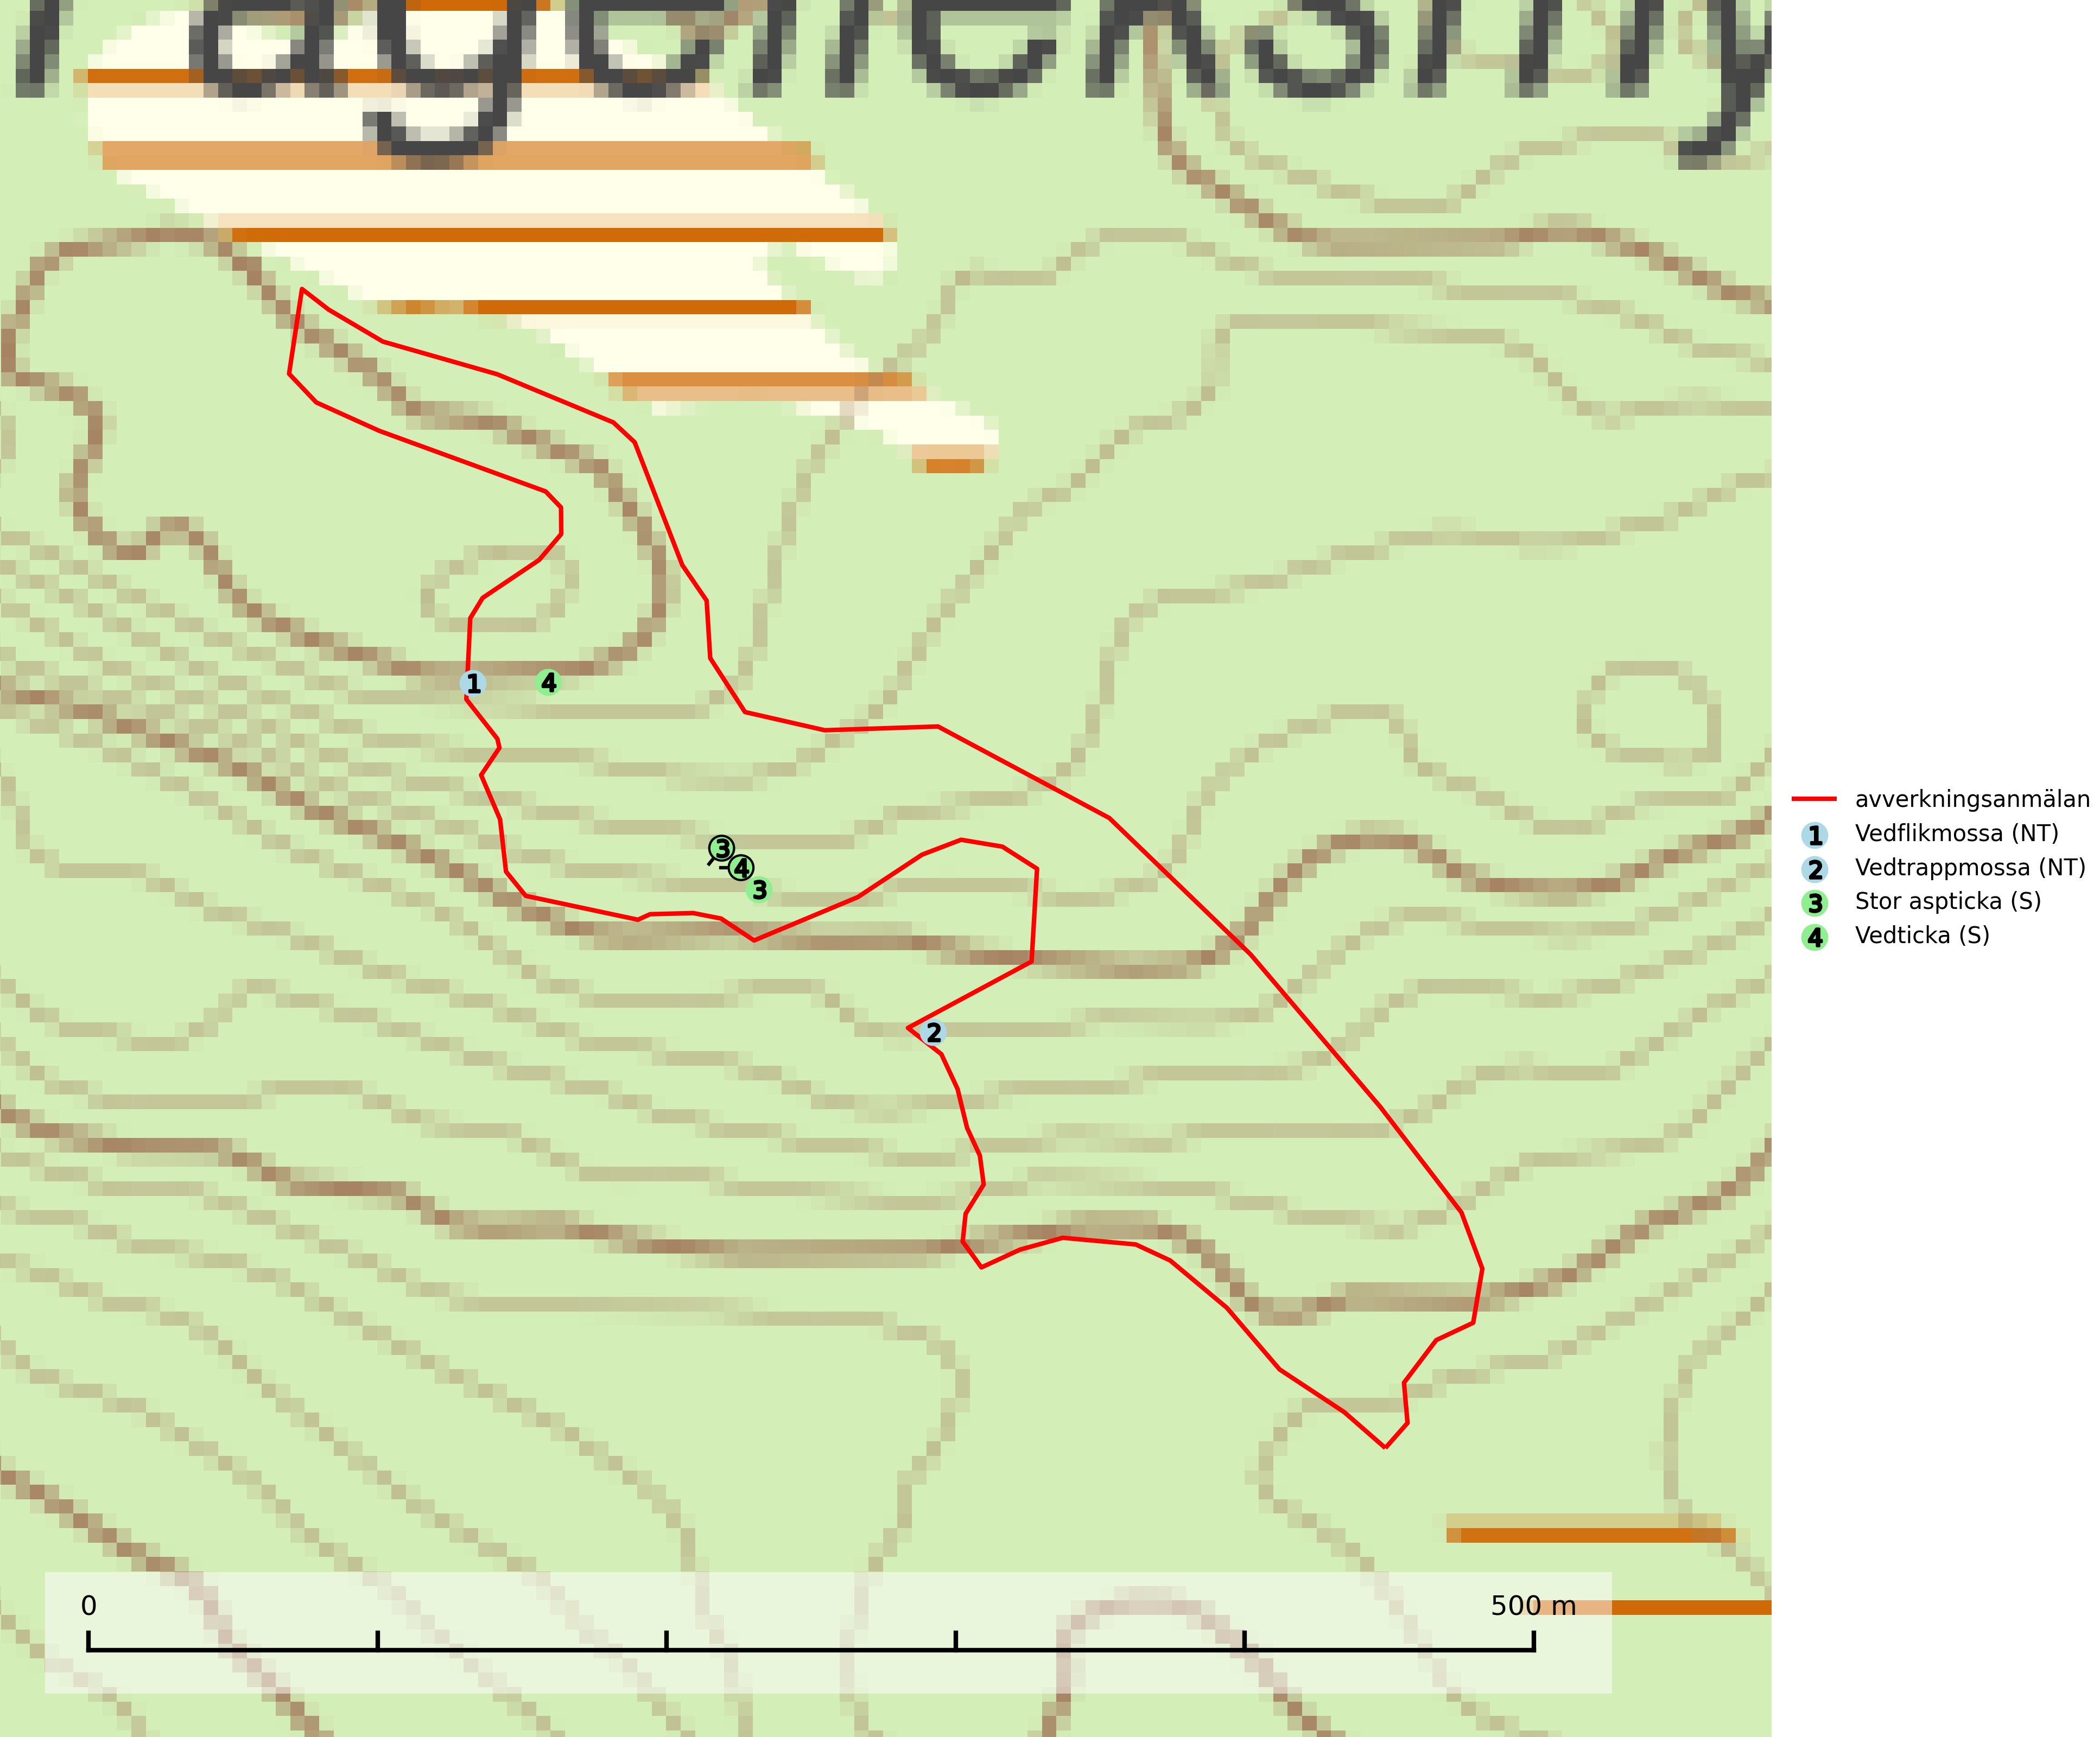 1
4
3
4
3
2
avverkningsanmälan
1 Vedflikmossa (NT)
2 Vedtrappmossa (NT)
3 Stor aspticka (S)
4 Vedticka (S)
0 500 m